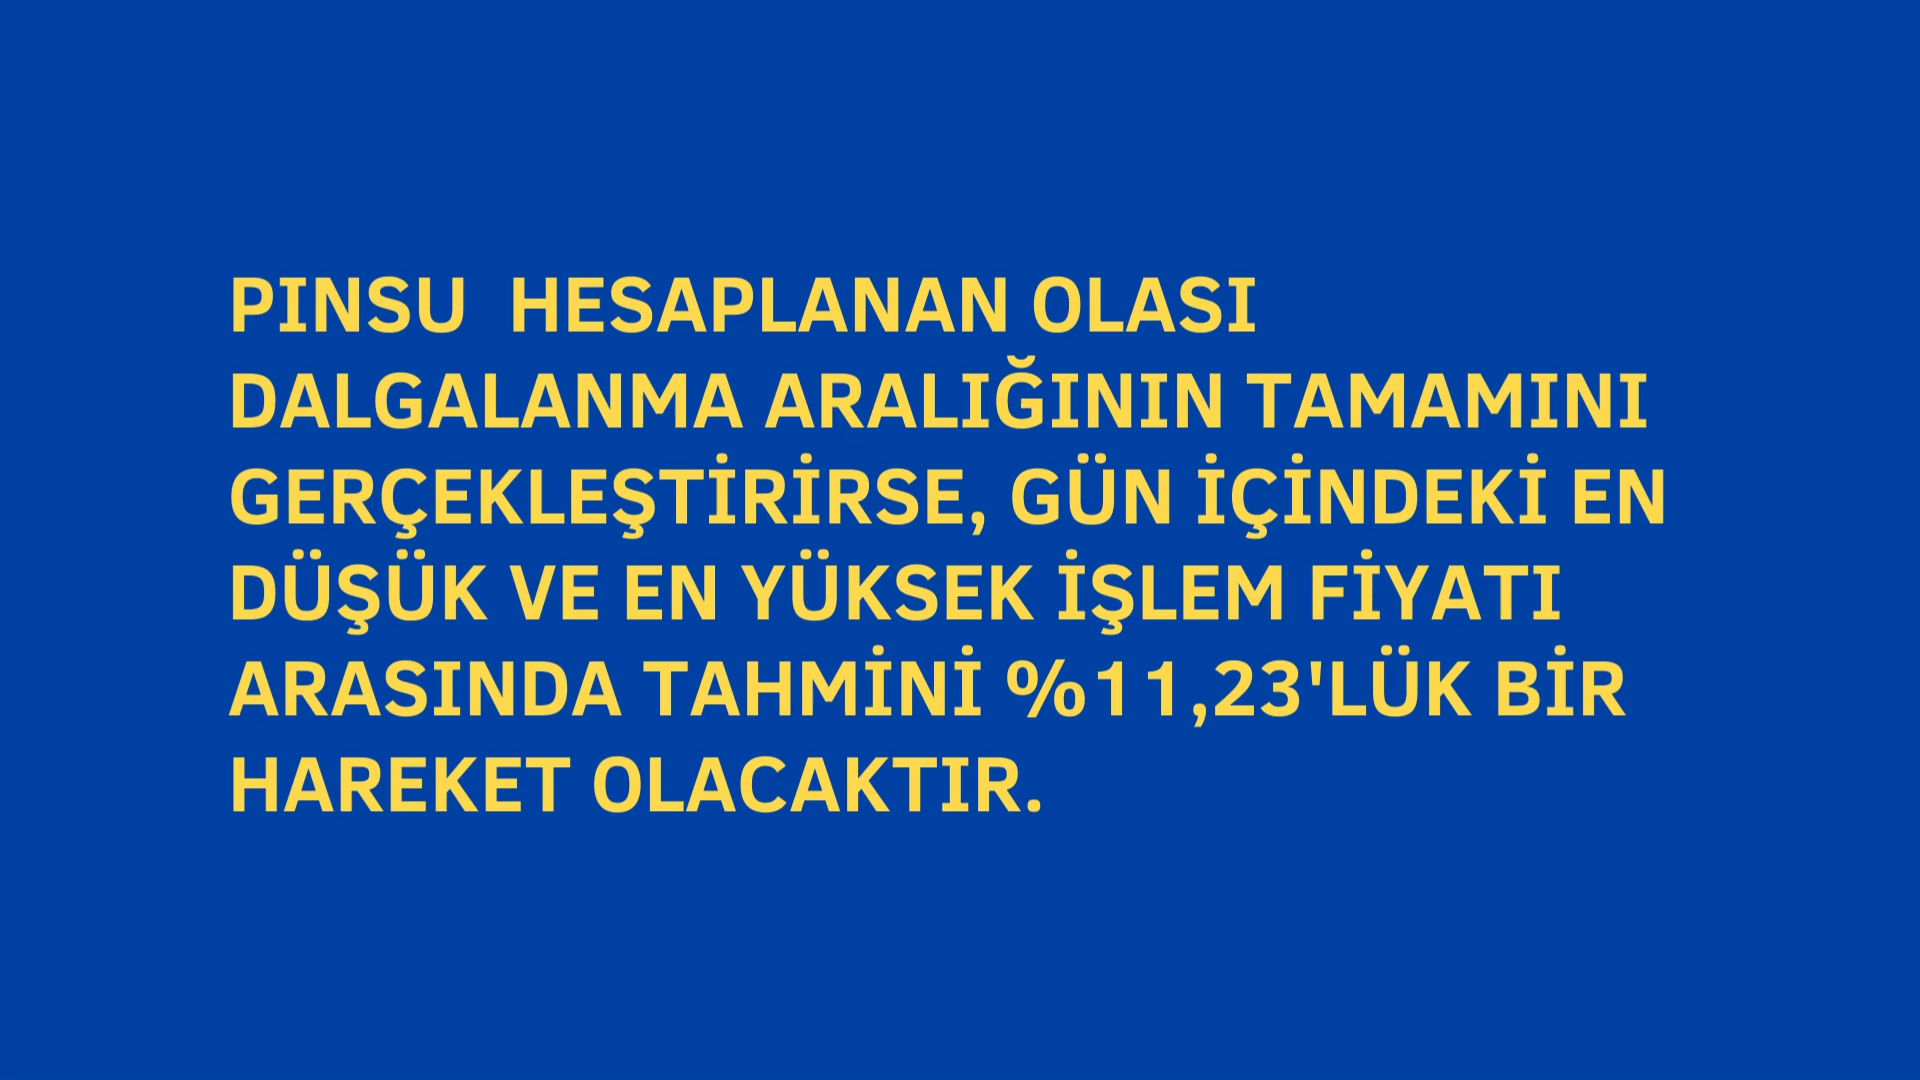 PINSU  HESAPLANAN OLASI
DALGALANMA ARALIĞININ TAMAMINI
GERÇEKLEŞTİRİRSE, GÜN İÇİNDEKİ EN
DÜŞÜK VE EN YÜKSEK İŞLEM FİYATI
ARASINDA TAHMİNİ %11,23'LÜK BİR
HAREKET OLACAKTIR.